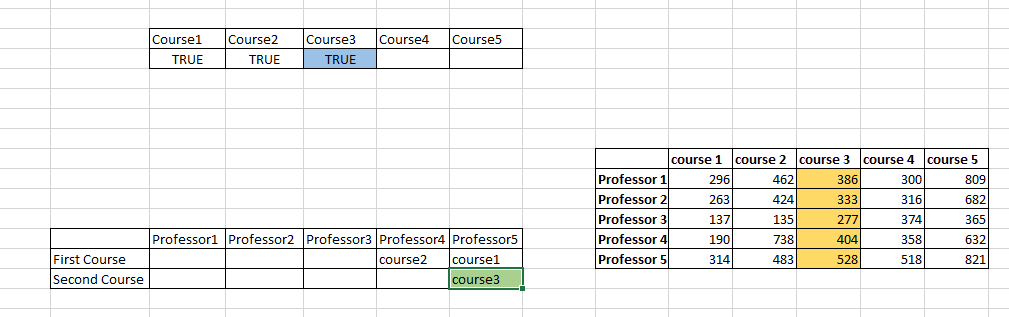 Course1 Course2 Course3 Course4 Course5
TRUE TRUE TRUE
course 1 course 2 course 3 course 4 course 5
Professor 1 296 462 386 300 809
Professor 2 263 424 333 316 682
Professor 3 137 135 277 374 365
Professor 4 190 738 404 358 632
Professor 5 314 483 528 518 821
Professor1 Professor2 Professor3 Professor4 Professor5
First Course course2 course1
Second Course course3